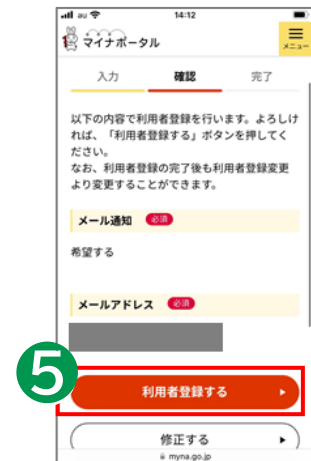 au 14:12
マイナポータル
メニュー
入力 確認 完了
以下の内容で利用者登録を行います。よろしけ
れば、「利用者登録する」ボタンを押してく
ださい。
なお、利用者登録の完了後も利用者登録変更
より変更することができます。
メール通知 必須
希望する
メールアドレス 必須
5
利用者登録する
修正する
myna.go.jp